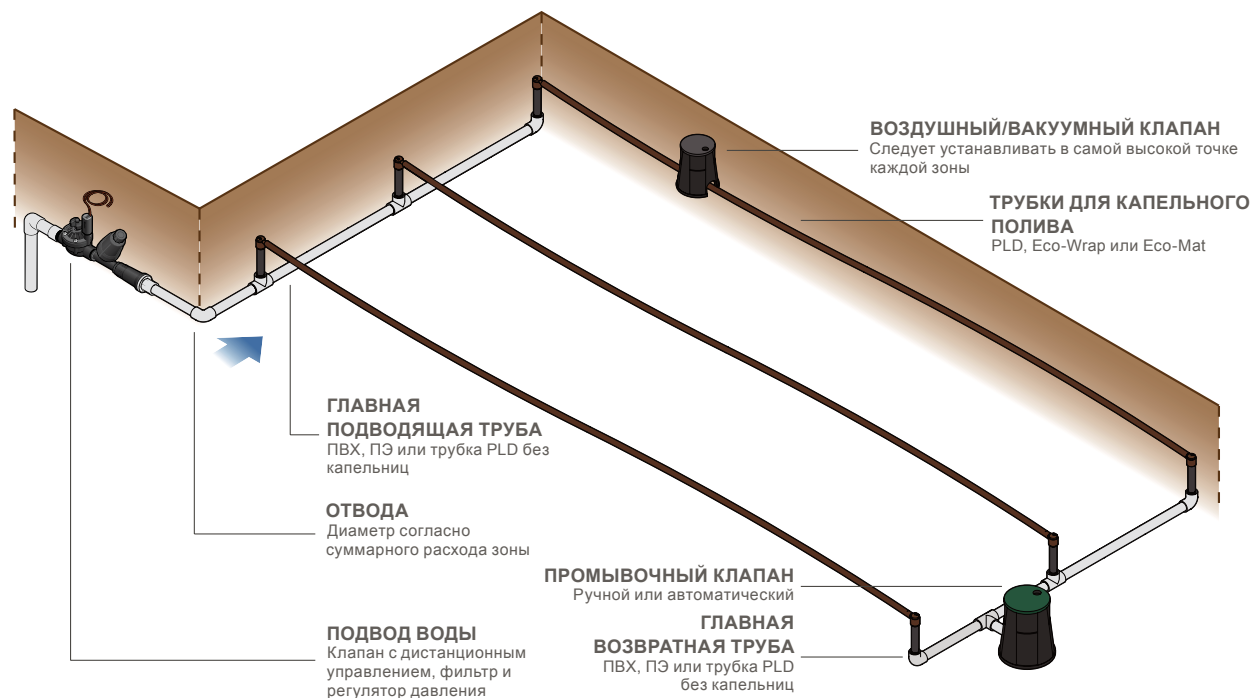 ВОЗДУШНЫЙ/ВАКУУМНЫЙ КЛАПАН
Следует устанавливать в самой высокой точке
каждой зоны
ТРУБКИ ДЛЯ КАПЕЛЬНОГО
ПОЛИВА
PLD, Eco-Wrap или Eco-Mat
ГЛАВНАЯ
ПОДВОДЯЩАЯ ТРУБА
ПВХ, ПЭ или трубка PLD без
капельниц
ОТВОДА
Диаметр согласно
суммарного расхода зоны
ПРОМЫВОЧНЫЙ КЛАПАН
Ручной или автоматический
ГЛАВНАЯ
ВОЗВРАТНАЯ ТРУБА
ПВХ, ПЭ или трубка PLD
без капельниц
ПОДВОД ВОДЫ
Клапан с дистанционным
управлением, фильтр и
регулятор давления